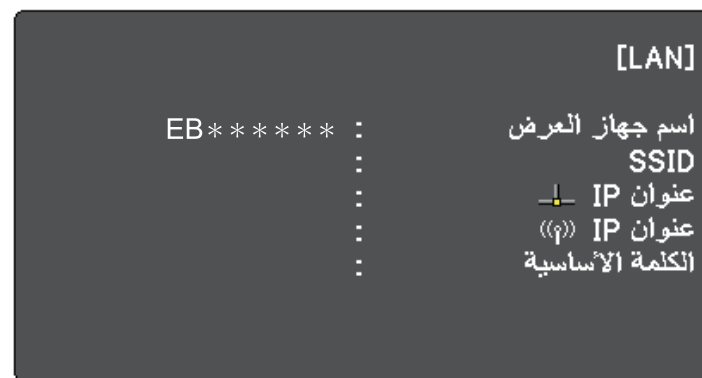 [LAN]
اسم جهاز العرض : EB＊＊＊＊＊＊
SSID :
عنوان IP :
عنوان IP :
الكلمة الأساسية :